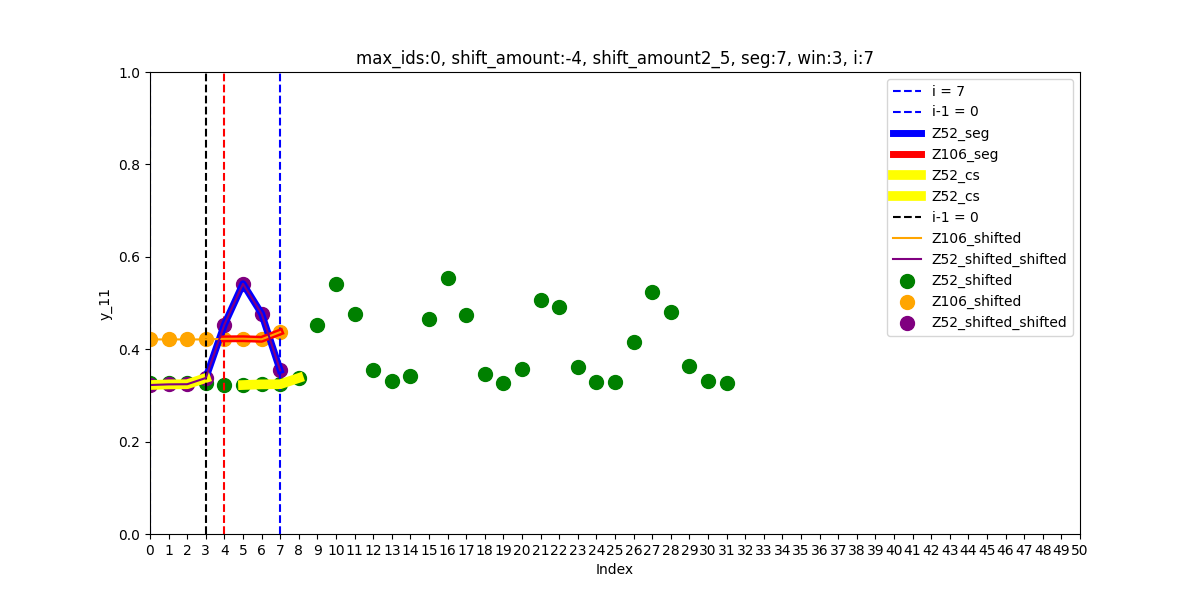 max_ids:0, shift_amount:-4, shift_amount2_5, seg:7, win:3, i:7
1.0
0.8
0.6
0.4
0.2
0.0
y_11
i = 7
i-1 = 0
Z52_seg
Z106_seg
Z52_cs
Z52_cs
i-1 = 0
Z106_shifted
Z52_shifted_shifted
Z52_shifted
Z106_shifted
Z52_shifted_shifted
0 1 2 3 4 5 6 7 8 9 10 11 12 13 14 15 16 17 18 19 20 21 22 23 24 25 26 27 28 29 30 31 32 33 34 35 36 37 38 39 40 41 42 43 44 45 46 47 48 49 50
Index